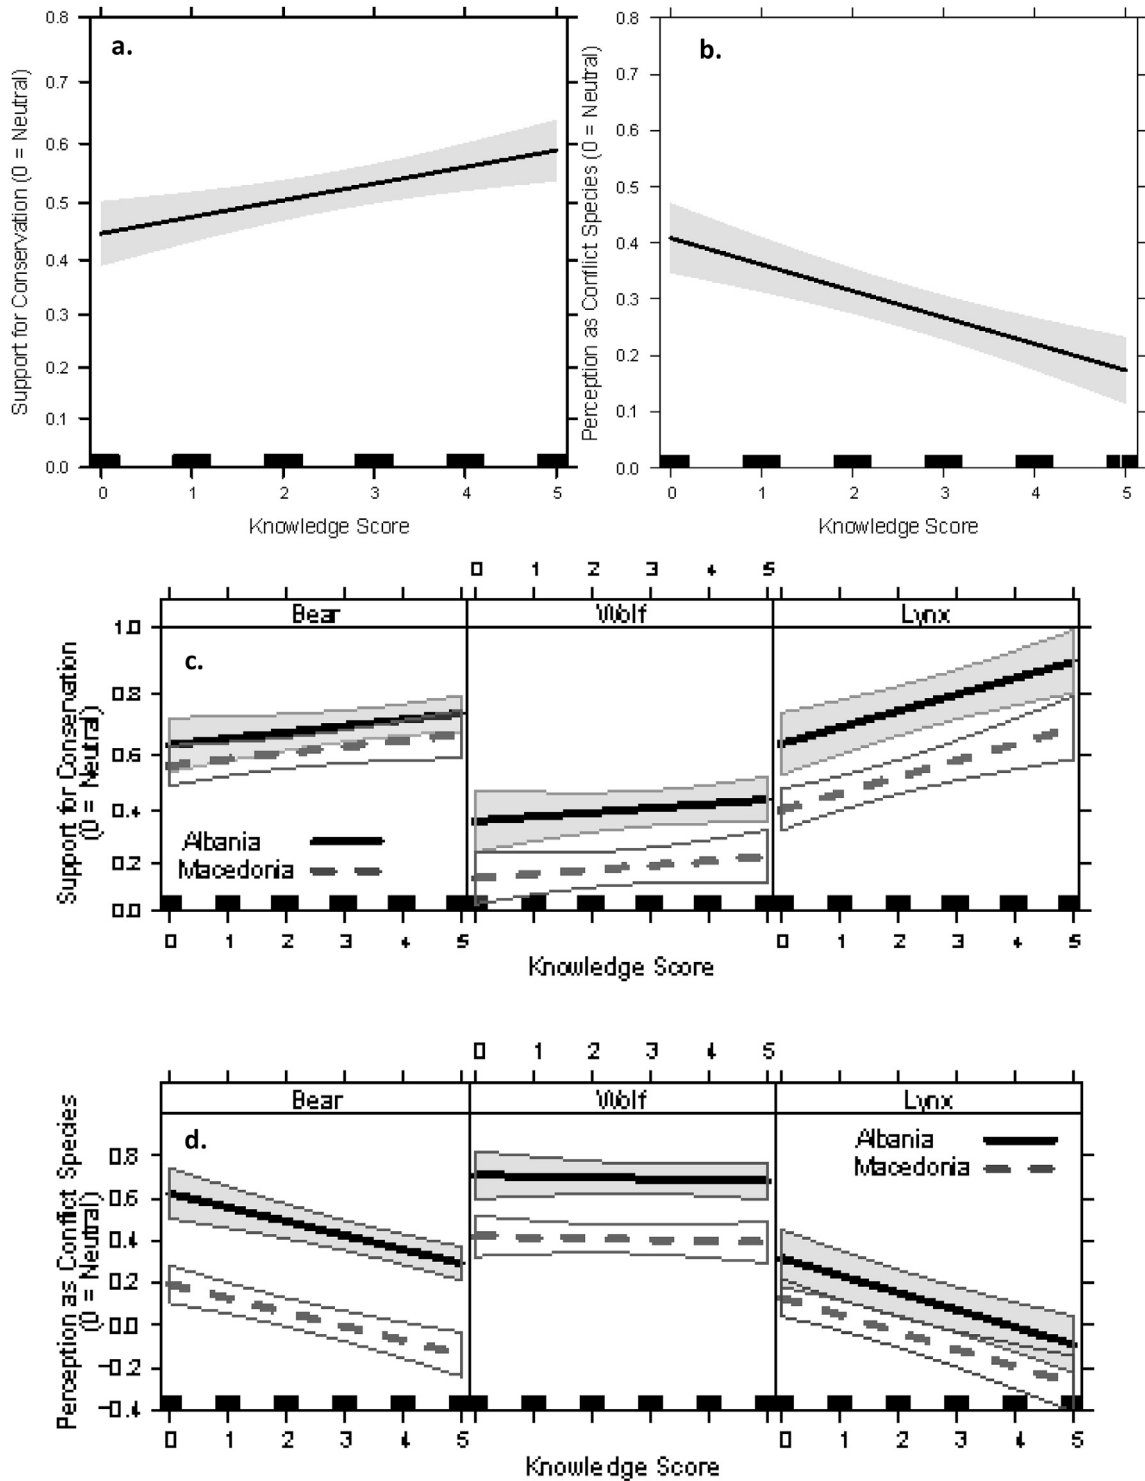 a.
Support for Conservation (0 = Neutral)
0.8
0.7
0.6
0.5
0.4
0.3
0.2
0.1
0.0
0 1 2 3 4 5
Knowledge Score
b.
Perception as Conflict Species (0 = Neutral)
0.8
0.7
0.6
0.5
0.4
0.3
0.2
0.1
0.0
0 1 2 3 4 5
Knowledge Score
0 1 2 3 4 5
Bear Wolf Lynx
c.
Support for Conservation
(0 = Neutral)
1.0
0.8
0.6
0.4
0.2
0.0
Albania
Macedonia
0 1 2 3 4 5 0 1 2 3 4 5
Knowledge Score
0 1 2 3 4 5
Bear Wolf Lynx
d.
Perception as Conflict Species
(0 = Neutral)
0.8
0.6
0.4
0.2
0.0
-0.2
-0.4
Albania
Macedonia
0 1 2 3 4 5 0 1 2 3 4 5
Knowledge Score